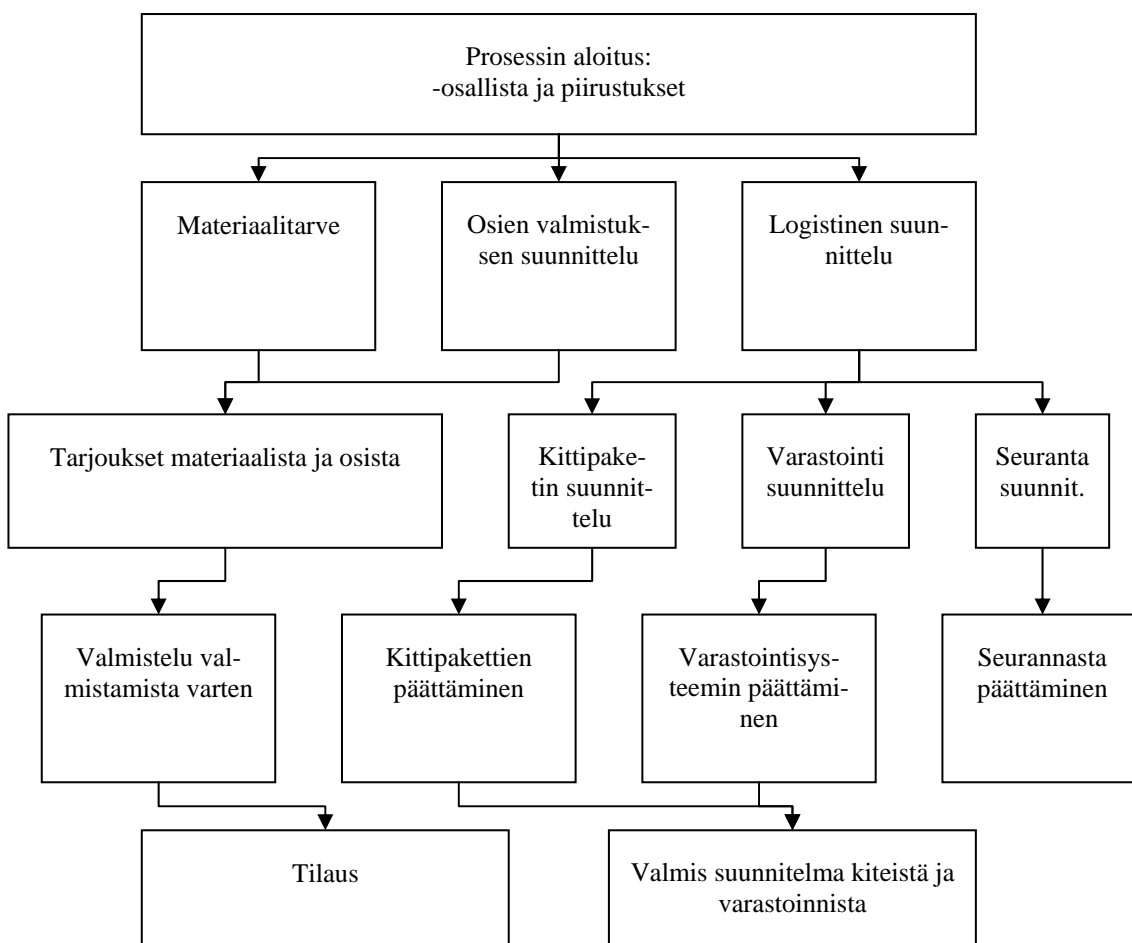 Prosessin aloitus:
-osallista ja piirustukset
Materiaalitarve
Osien valmistuk-
sen suunnittelu
Logistinen suun-
nittelu
Tarjoukset materiaalista ja osista
Kittipake-
tin suunnit-
telu
Varastointi
suunnittelu
Seuranta
suunnit.
Valmistelu val-
mistamista varten
Kittipakettien
päättäminen
Varastointisys-
teemin päättämi-
nen
Seurannasta
päättäminen
Tilaus
Valmis suunnitelma kiteistä ja
varastoinnista